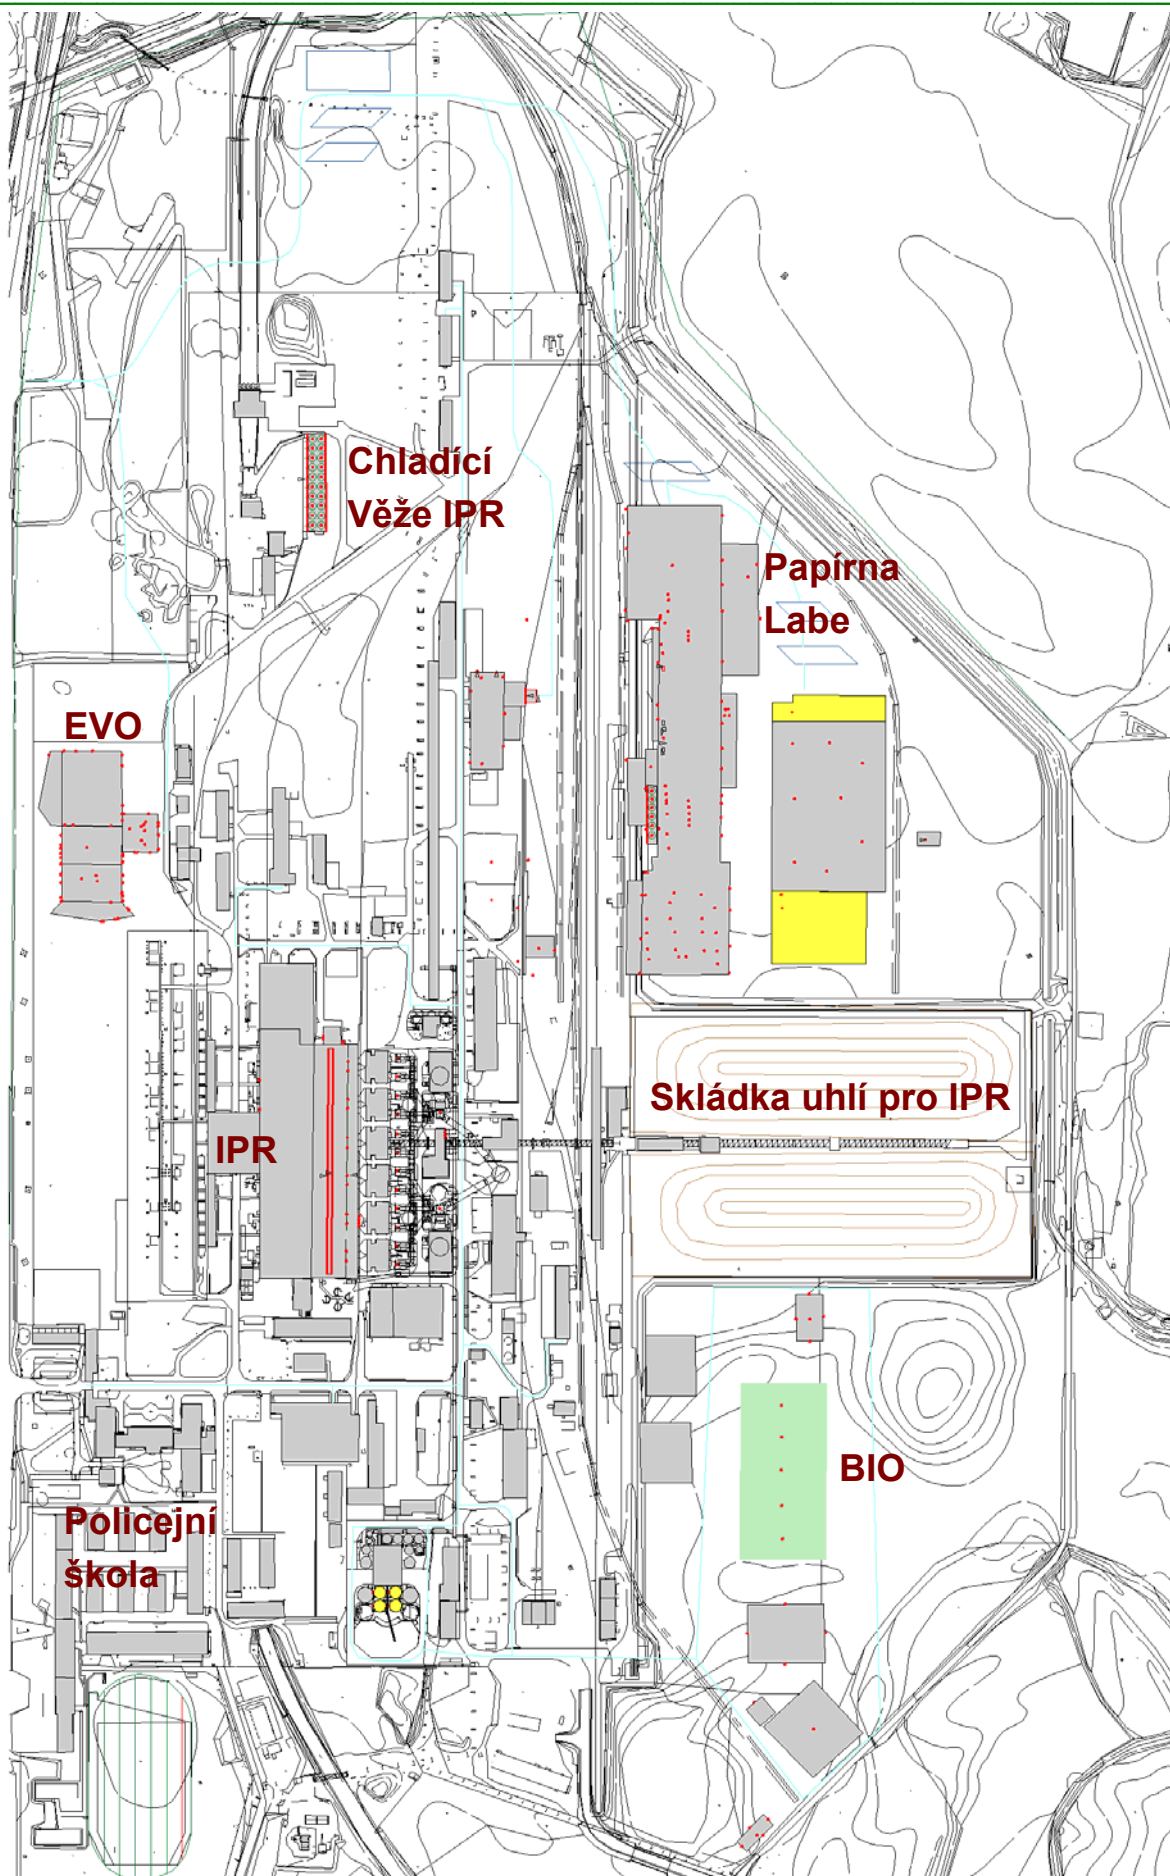 Chladící
Věže IPR
Papírna
Labe
EVO
Skládka uhlí pro IPR
IPR
BIO
Policejní
škola